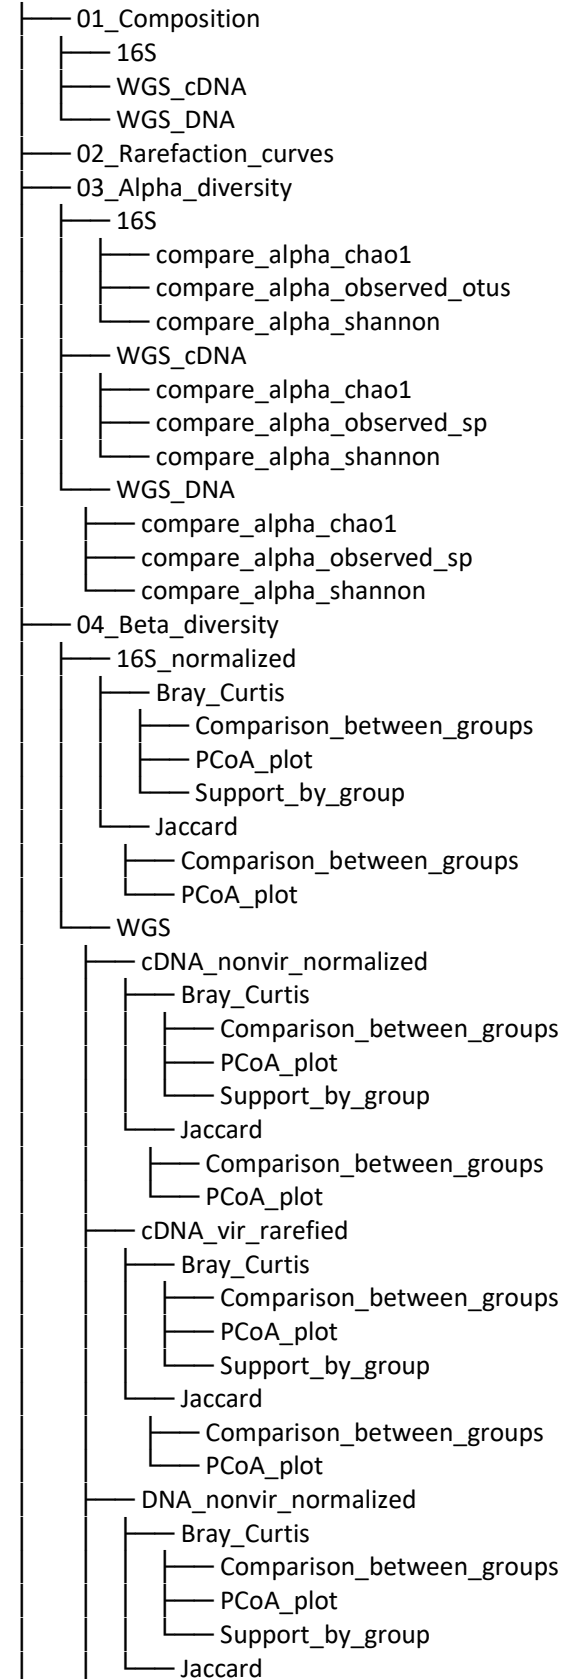 01_Composition
16S
WGS_cDNA
WGS_DNA
02_Rarefaction_curves
03_Alpha_diversity
16S
compare_alpha_chao1
compare_alpha_observed_otus
compare_alpha_shannon
WGS_cDNA
compare_alpha_chao1
compare_alpha_observed_sp
compare_alpha_shannon
WGS_DNA
compare_alpha_chao1
compare_alpha_observed_sp
compare_alpha_shannon
04_Beta_diversity
16S_normalized
Bray_Curtis
Comparison_between_groups
PCoA_plot
Support_by_group
Jaccard
Comparison_between_groups
PCoA_plot
WGS
cDNA_nonvir_normalized
Bray_Curtis
Comparison_between_groups
PCoA_plot
Support_by_group
Jaccard
Comparison_between_groups
PCoA_plot
cDNA_vir_rarefied
Bray_Curtis
Comparison_between_groups
PCoA_plot
Support_by_group
Jaccard
Comparison_between_groups
PCoA_plot
DNA_nonvir_normalized
Bray_Curtis
Comparison_between_groups
PCoA_plot
Support_by_group
Jaccard